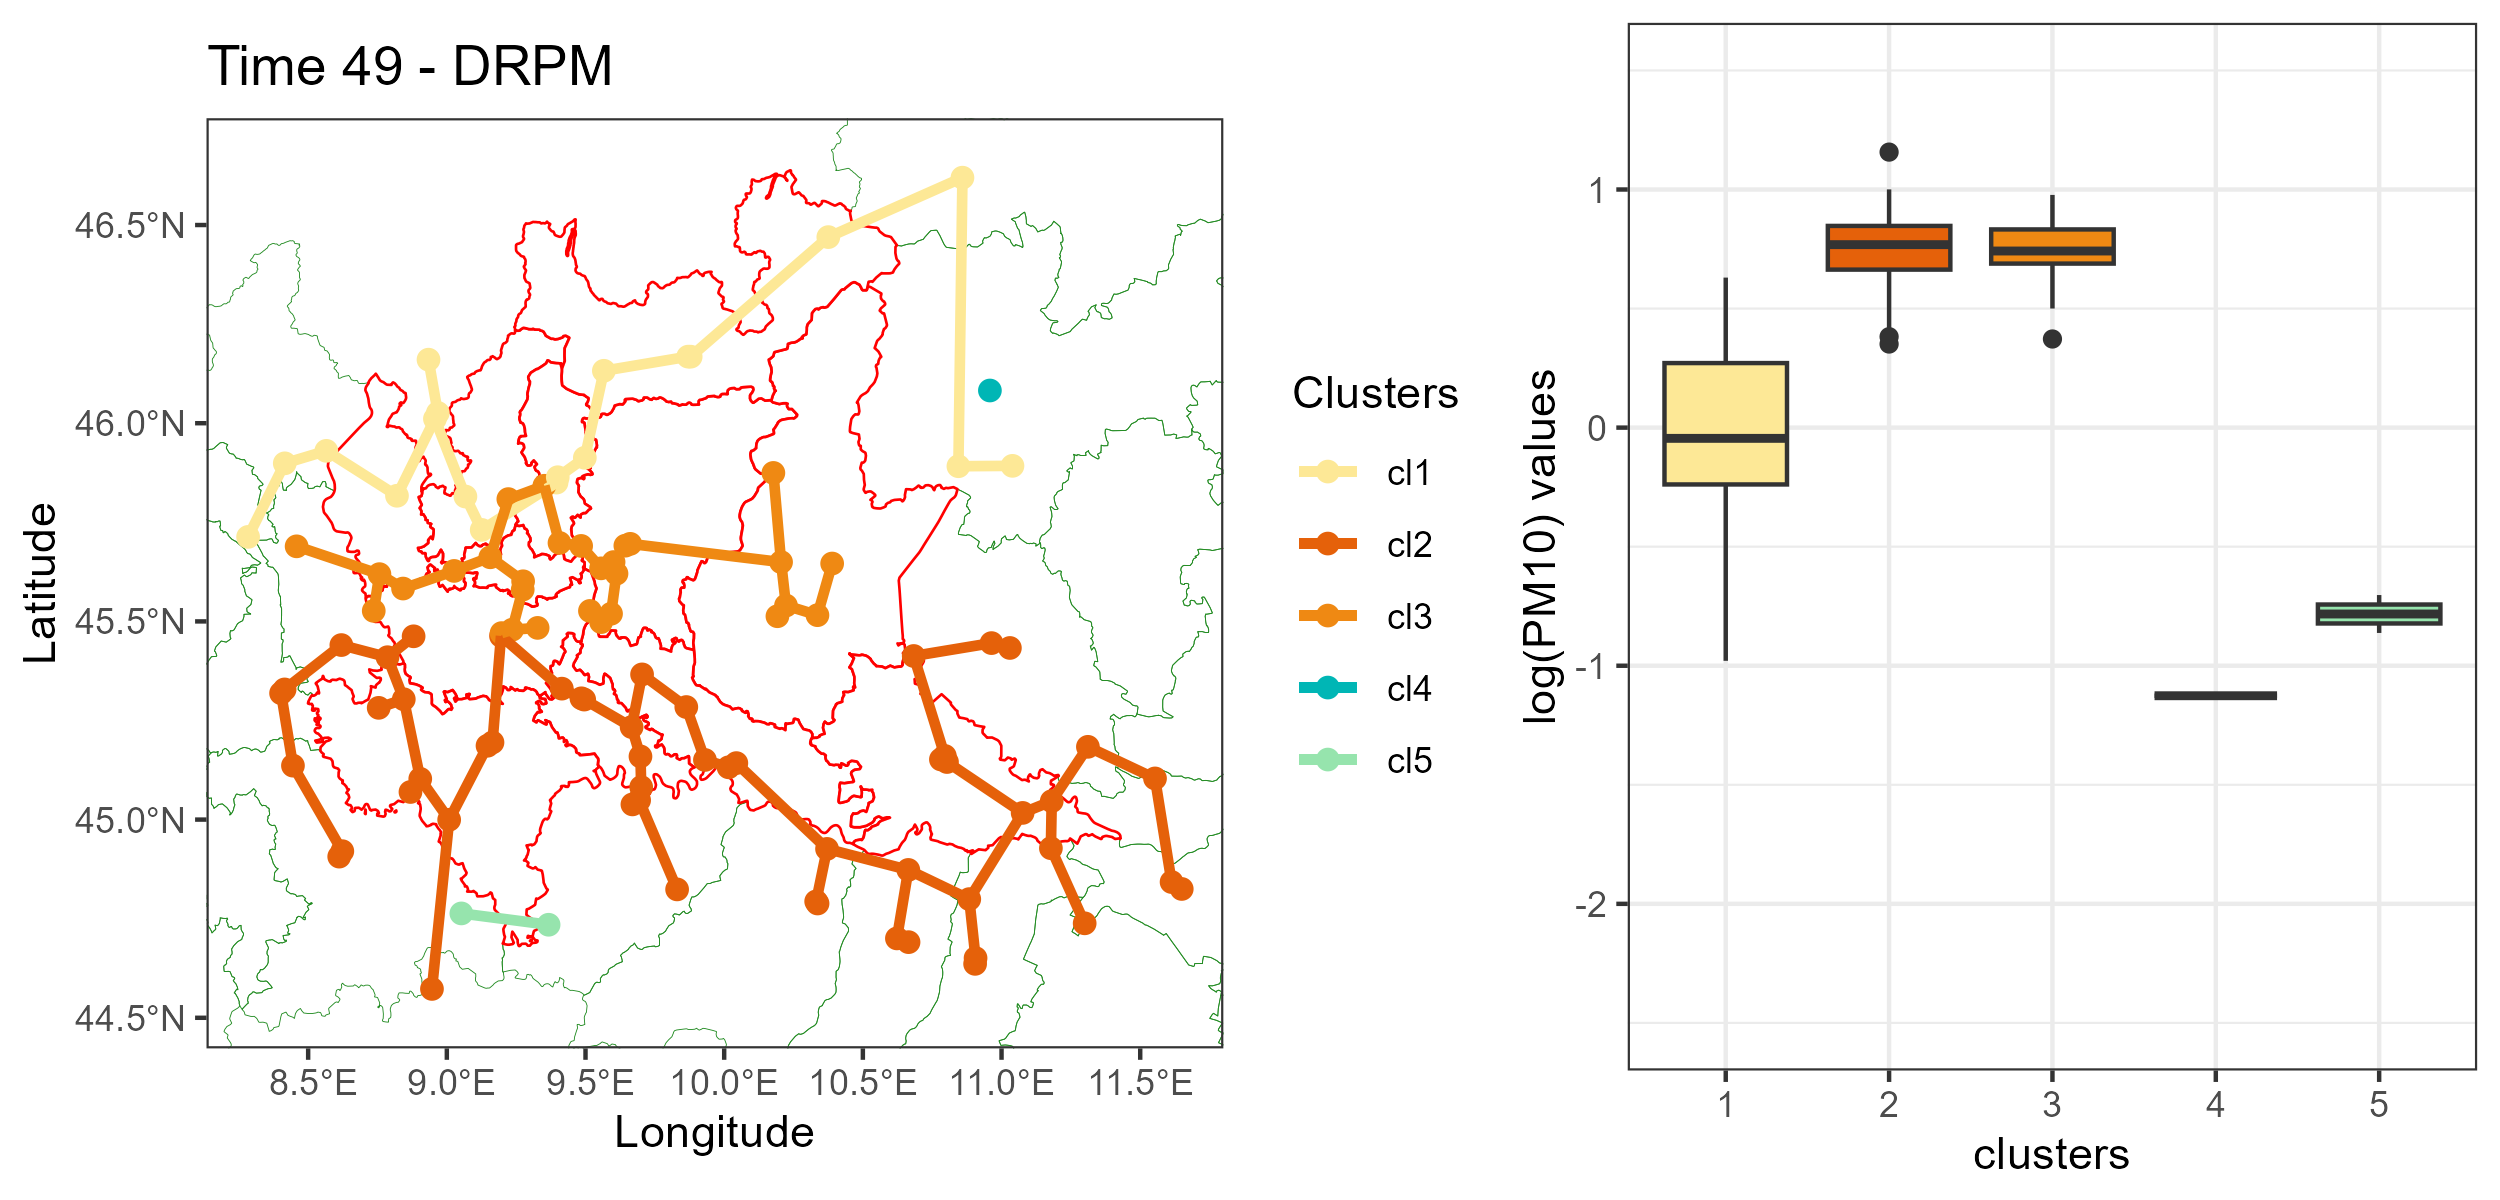 Time 49 - DRPM
46.5°N
46.0°N
45.5°N
45.0°N
44.5°N
Latitude
8.5°E 9.0°E 9.5°E 10.0°E 10.5°E 11.0°E 11.5°E
Longitude
Clusters
cl1
cl2
cl3
cl4
cl5
log(PM10) values
1
0
-1
-2
1 2 3 4 5
clusters